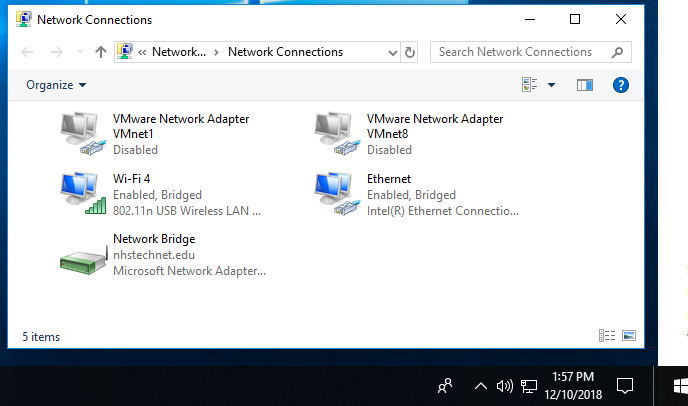 Network Connections
« Network... > Network Connections
Search Network Connections
Organize
VMware Network Adapter
VMnet1
Disabled
VMware Network Adapter
VMnet8
Disabled
Wi-Fi 4
Enabled, Bridged
802.11n USB Wireless LAN ...
Ethernet
Enabled, Bridged
Intel(R) Ethernet Connectio...
Network Bridge
nhstechnet.edu
Microsoft Network Adapter...
5 items
1:57 PM
12/10/2018